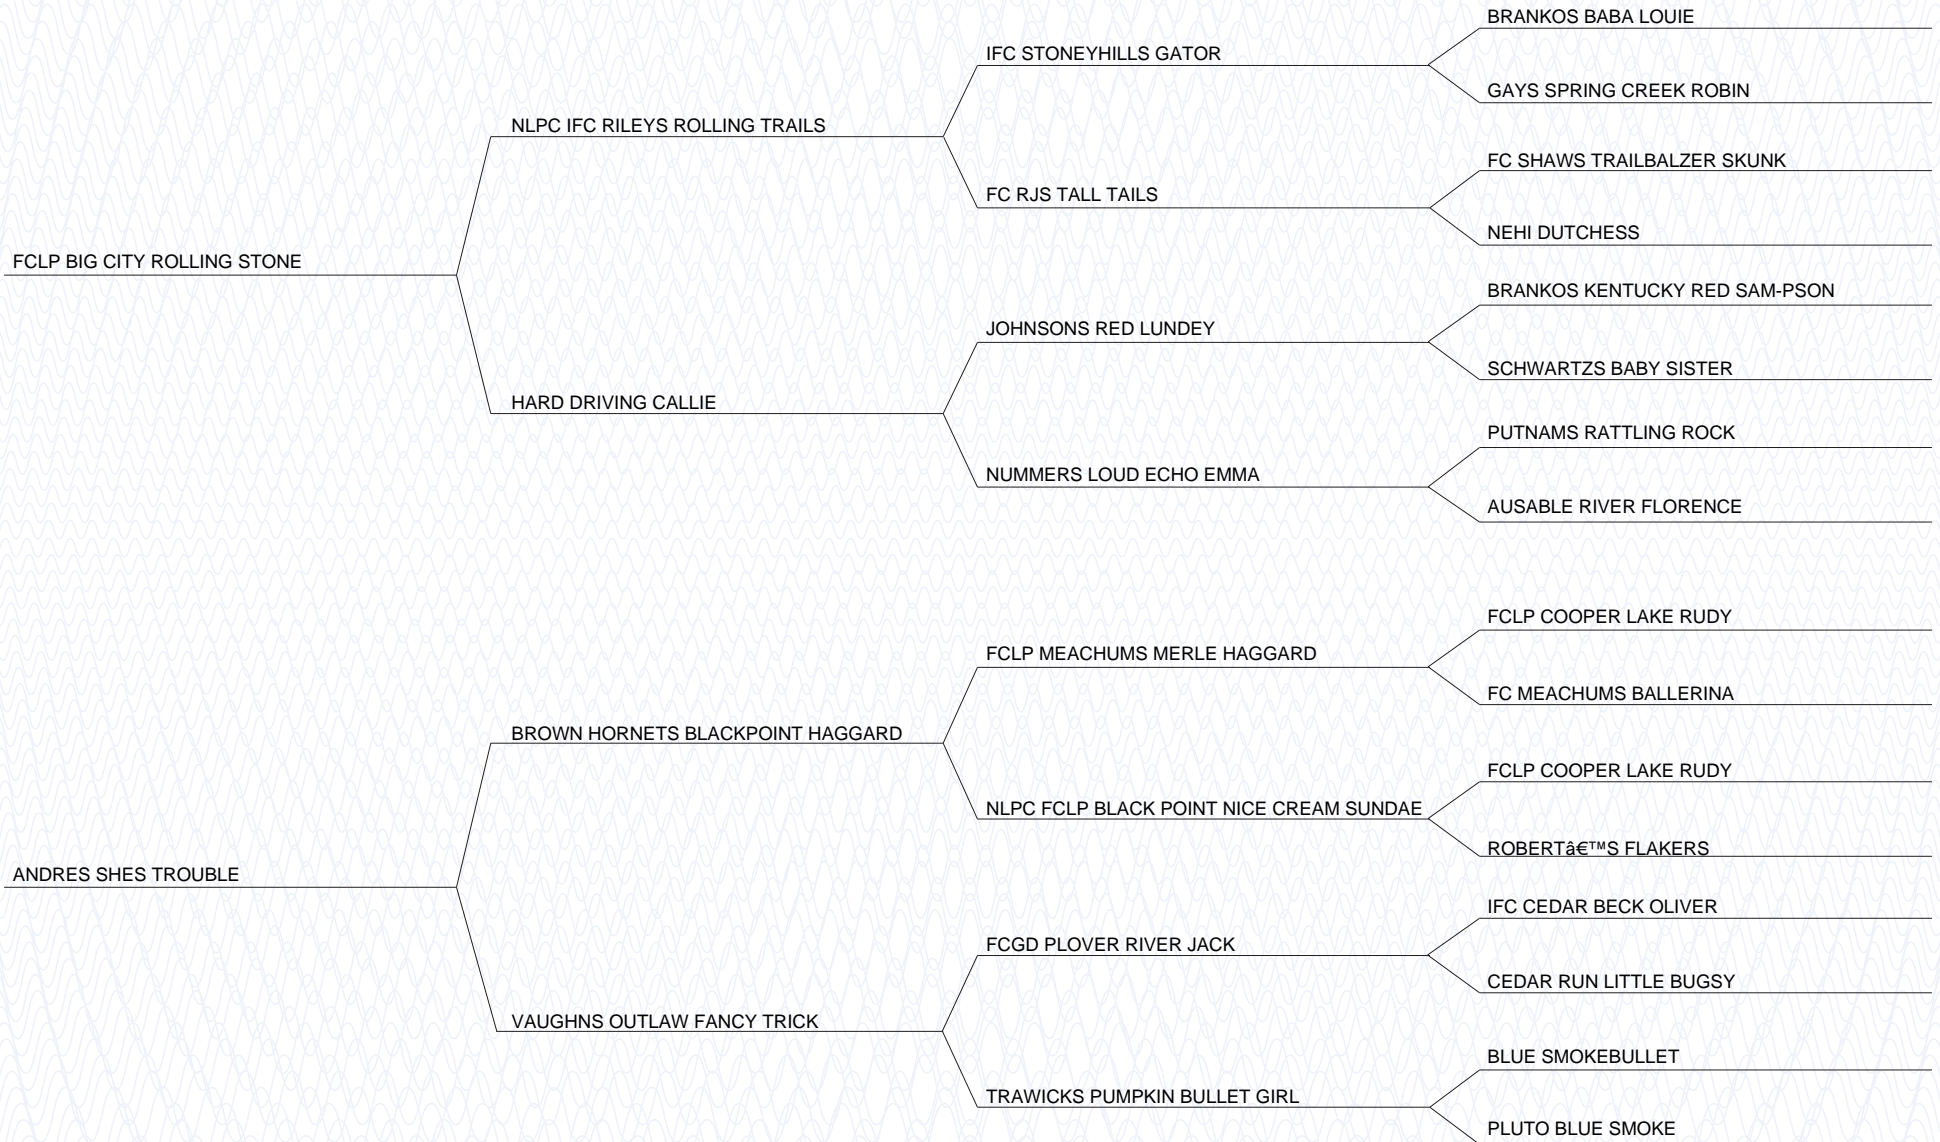 BRANKOS BABA LOUIE
IFC STONEYHILLS GATOR
GAYS SPRING CREEK ROBIN
NLPC IFC RILEYS ROLLING TRAILS
FC SHAWS TRAILBALZER SKUNK
FC RJS TALL TAILS
NEHI DUTCHESS
FCLP BIG CITY ROLLING STONE
BRANKOS KENTUCKY RED SAM-PSON
JOHNSONS RED LUNDEY
SCHWARTZS BABY SISTER
HARD DRIVING CALLIE
PUTNAMS RATTLING ROCK
NUMMERS LOUD ECHO EMMA
AUSABLE RIVER FLORENCE
FCLP COOPER LAKE RUDY
FCLP MEACHUMS MERLE HAGGARD
FC MEACHUMS BALLERINA
BROWN HORNETS BLACKPOINT HAGGARD
FCLP COOPER LAKE RUDY
NLPC FCLP BLACK POINT NICE CREAM SUNDAE
ROBERTâ€™S FLAKERS
ANDRES SHES TROUBLE
IFC CEDAR BECK OLIVER
FCGD PLOVER RIVER JACK
CEDAR RUN LITTLE BUGSY
VAUGHNS OUTLAW FANCY TRICK
BLUE SMOKEBULLET
TRAWICKS PUMPKIN BULLET GIRL
PLUTO BLUE SMOKE